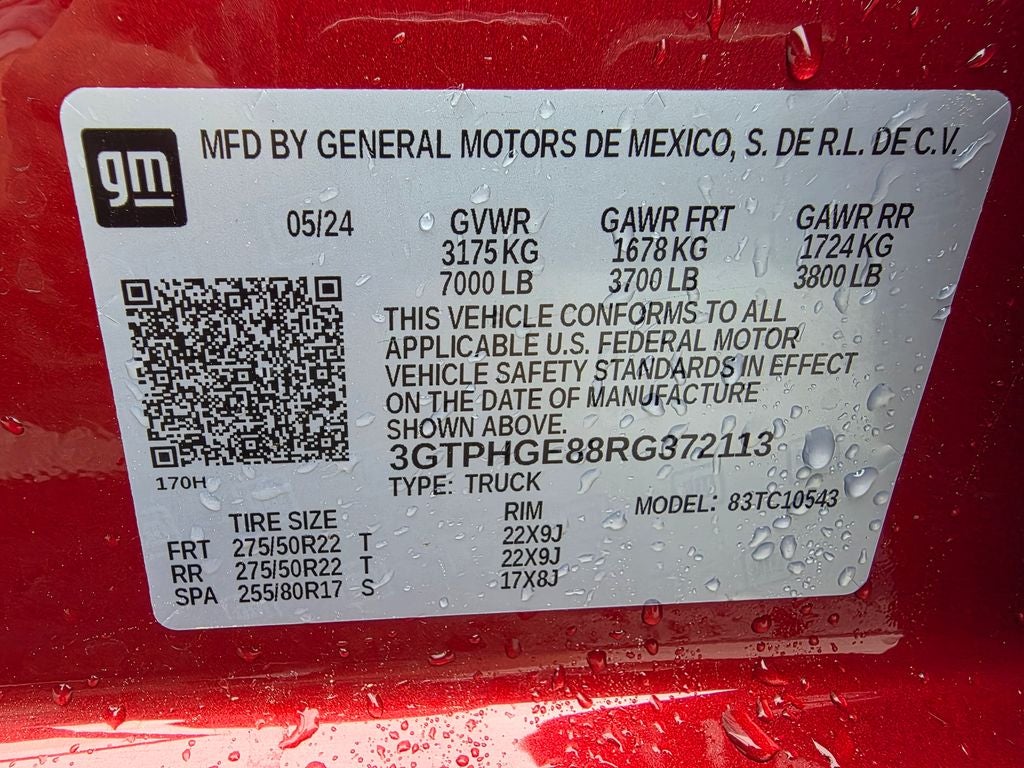 gm
MFD BY GENERAL MOTORS DE MEXICO, S. DE R.L. DE C.V.
05/24 GVWR GAWR FRT GAWR RR
3175 KG 1678 KG 1724 KG
7000 LB 3700 LB 3800 LB
THIS VEHICLE CONFORMS TO ALL
APPLICABLE U.S. FEDERAL MOTOR
VEHICLE SAFETY STANDARDS IN EFFECT
ON THE DATE OF MANUFACTURE
SHOWN ABOVE.
3GTPHGE88RG372113
170H
TYPE: TRUCK
MODEL: 83TC10543
TIRE SIZE RIM
FRT 275/50R22 T 22X9J
RR 275/50R22 T 22X9J
SPA 255/80R17 S 17X8J